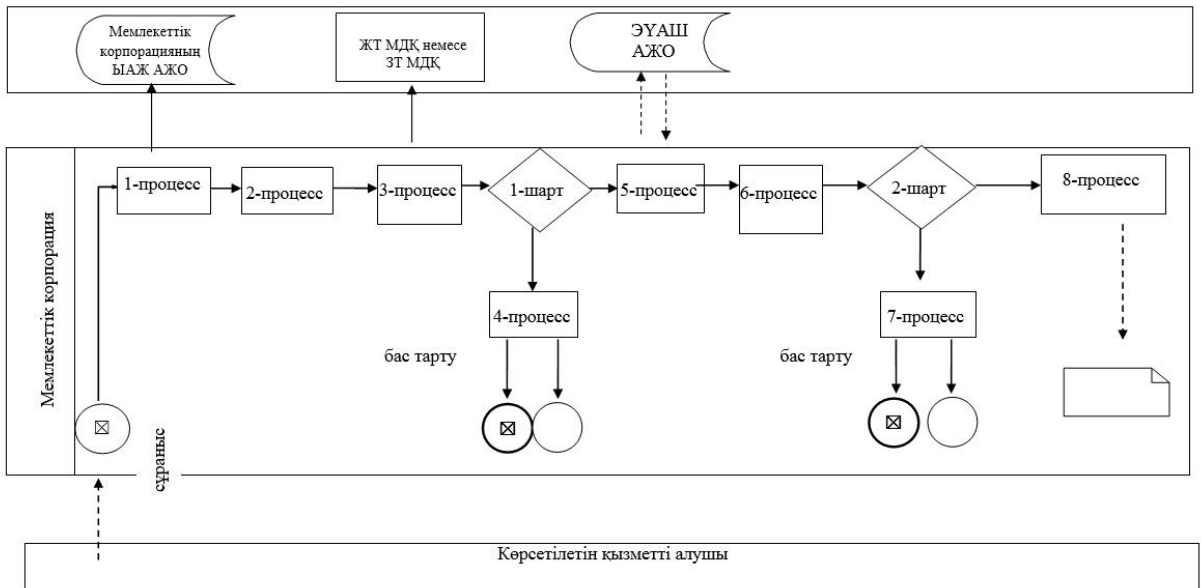 Мемлекеттік
корпорацияның
ЫАЖ АЖО
ЖТ МДҚ немесе
ЗТ МДҚ
ЭҮАШ
АЖО
Мемлекеттік корпорация
1-процесс
2-процесс
3-процесс
1-шарт
5-процесс
6-процесс
2-шарт
8-процесс
4-процесс
7-процесс
бас тарту
бас тарту
сұраныс
Көрсетілетін қызметті алушы